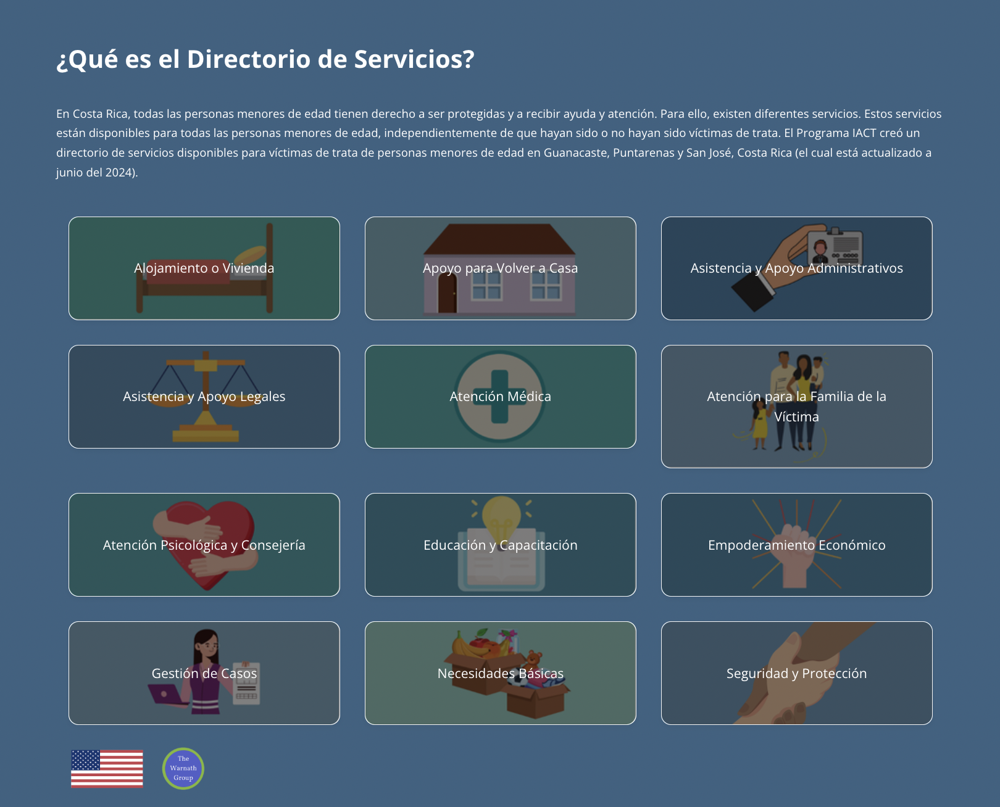 ¿Qué es el Directorio de Servicios?
En Costa Rica, todas las personas menores de edad tienen derecho a ser protegidas y a recibir ayuda y atención. Para ello, existen diferentes servicios. Estos servicios
están disponibles para todas las personas menores de edad, independientemente de que hayan sido o no hayan sido víctimas de trata. El Programa IACT creó un
directorio de servicios disponibles para víctimas de trata de personas menores de edad en Guanacaste, Puntarenas y San José, Costa Rica (el cual está actualizado a
junio del 2024).
Alojamiento o Vivienda
Apoyo para Volver a Casa
Asistencia y Apoyo Administrativos
Asistencia y Apoyo Legales
Atención Médica
Atención para la Familia de la
Víctima
Atención Psicológica y Consejería
Educación y Capacitación
Empoderamiento Económico
Gestión de Casos
Necesidades Básicas
Seguridad y Protección
The
Warnath
Group